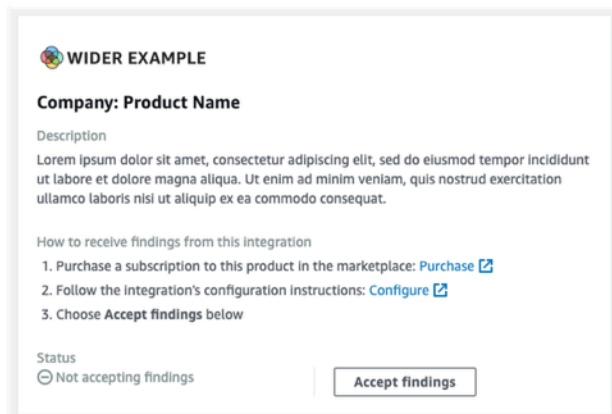 WIDER EXAMPLE
Company: Product Name
Description
Lorem ipsum dolor sit amet, consectetur adipiscing elit, sed do eiusmod tempor incididunt
ut labore et dolore magna aliqua. Ut enim ad minim veniam, quis nostrud exercitation
ullamco laboris nisi ut aliquip ex ea commodo consequat.
How to receive findings from this integration
1. Purchase a subscription to this product in the marketplace: Purchase
2. Follow the integration's configuration instructions: Configure
3. Choose Accept findings below
Status
Not accepting findings
Accept findings